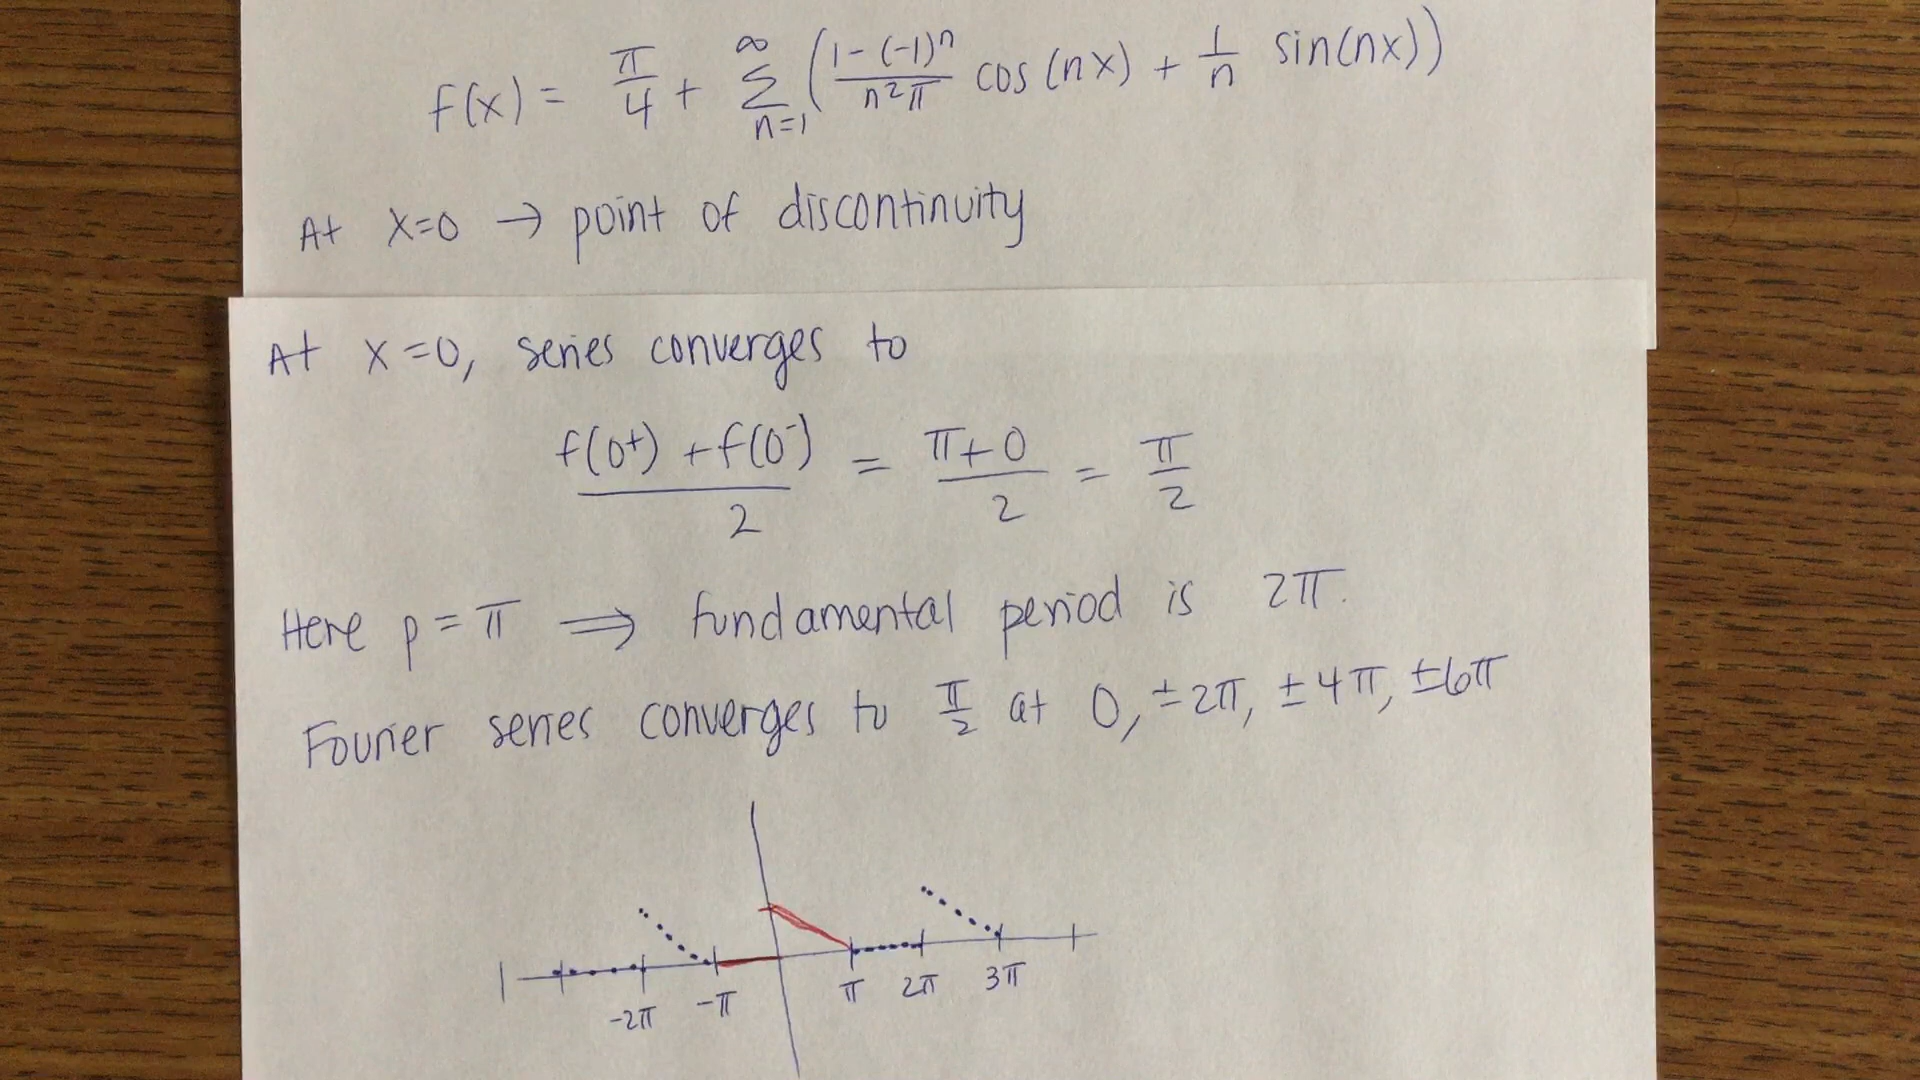 f(x) = π/4 + ∞ Σ n=1 (1-(-1)ⁿ/n²π cos(nx) + 1/n sin(nx))
At x=0 → point of discontinuity
At x=0, series converges to
f(0⁺)+f(0⁻)/2 = π+0/2 = π/2
Here p=π ⟹ fundamental period is 2π.
Fourier series converges to π/2 at 0, ±2π, ±4π, ±6π
-2π -π π 2π 3π